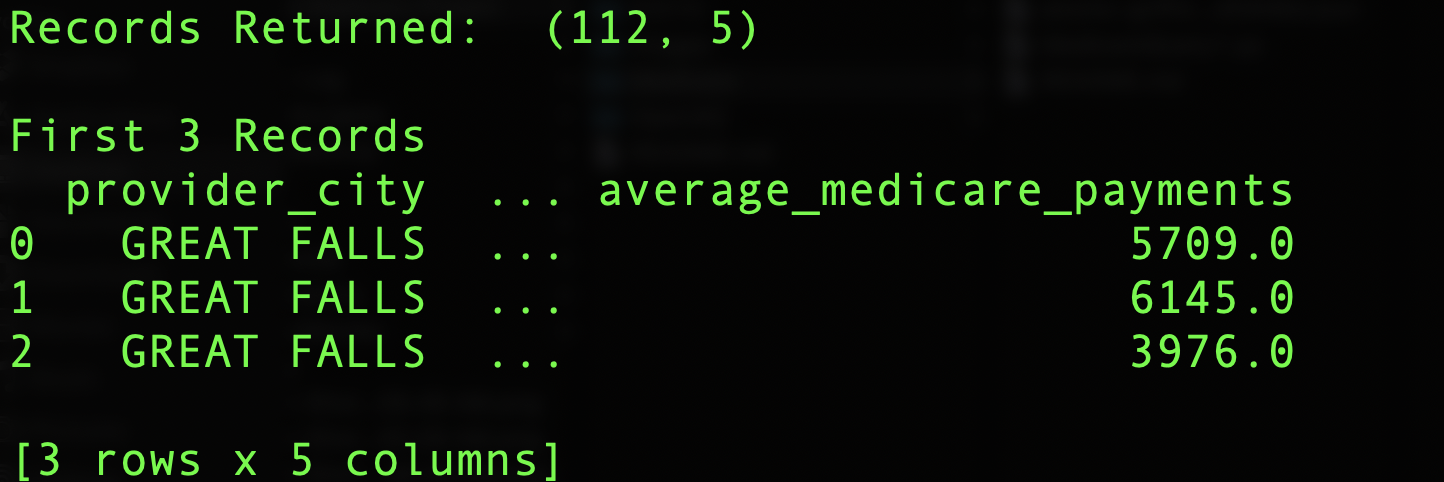 Records Returned:  (112, 5)
First 3 Records
provider_city ... average_medicare_payments
0 GREAT FALLS ... 5709.0
1 GREAT FALLS ... 6145.0
2 GREAT FALLS ... 3976.0
[3 rows x 5 columns]